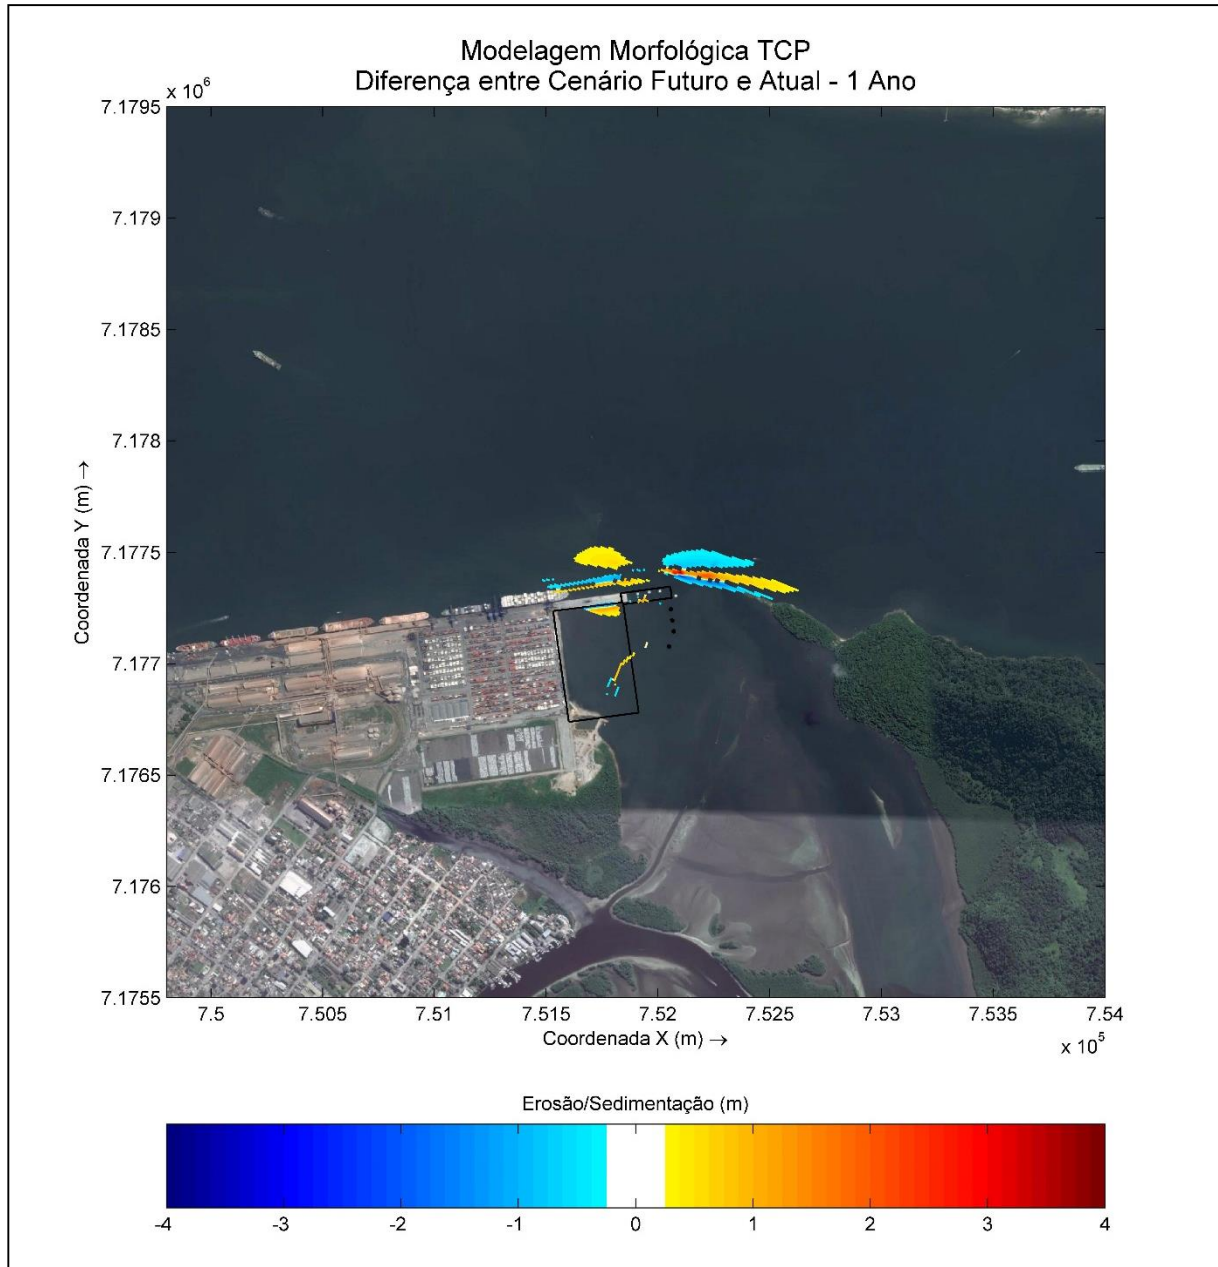 Modelagem Morfológica TCP
Diferença entre Cenário Futuro e Atual - 1 Ano
x 10^6
7.1795
7.179
7.1785
7.178
7.1775
7.177
7.1765
7.176
7.1755
Coordenada Y (m) →
7.5 7.505 7.51 7.515 7.52 7.525 7.53 7.535 7.54
Coordenada X (m) →
x 10^5
Erosão/Sedimentação (m)
-4 -3 -2 -1 0 1 2 3 4